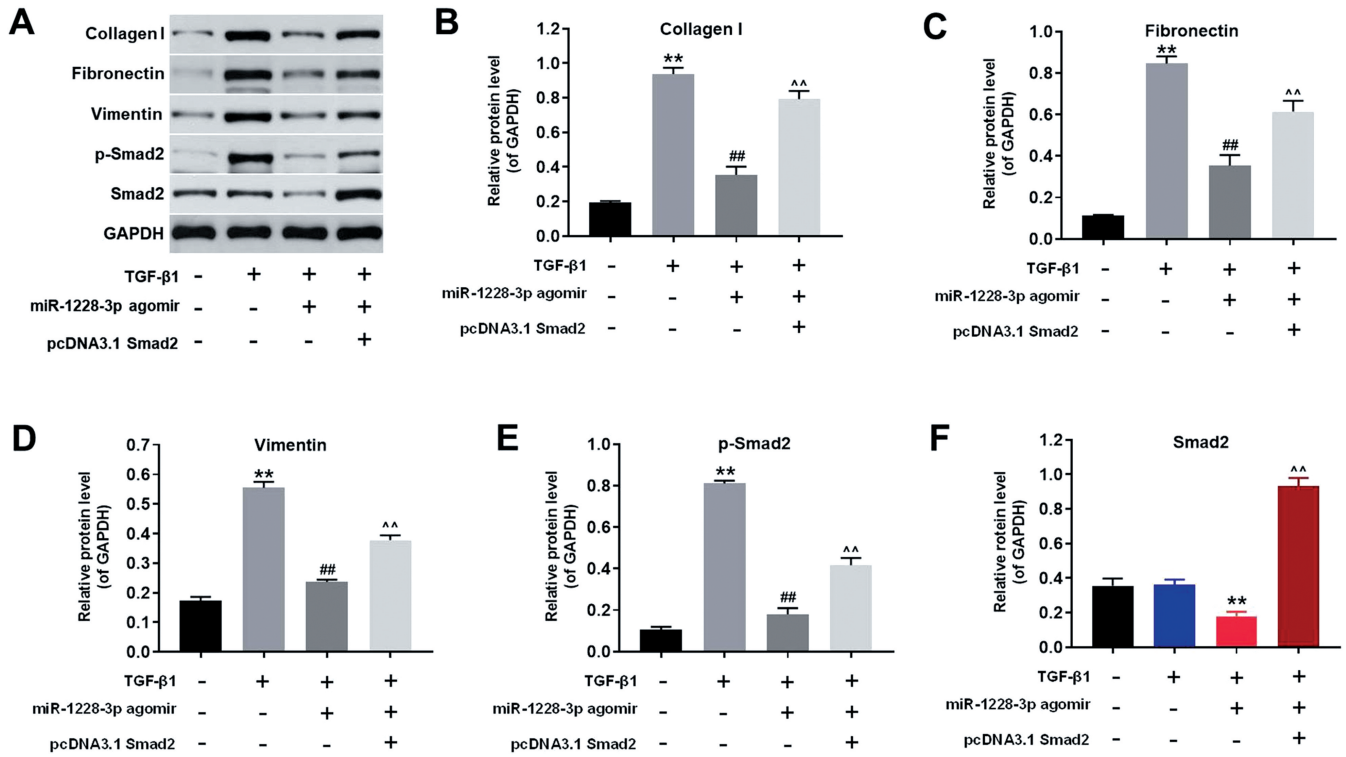 A
Collagen I
Fibronectin
Vimentin
p-Smad2
Smad2
GAPDH
TGF-β1 - + + +
miR-1228-3p agomir - - + +
pcDNA3.1 Smad2 - - - +
B
Collagen I
Relative protein level
(of GAPDH)
1.2
1.0
0.8
0.6
0.4
0.2
0.0
** ## ^^
TGF-β1 - + + +
miR-1228-3p agomir - - + +
pcDNA3.1 Smad2 - - - +
C
Fibronectin
Relative protein level
(of GAPDH)
1.0
0.8
0.6
0.4
0.2
0.0
** ## ^^
TGF-β1 - + + +
miR-1228-3p agomir - - + +
pcDNA3.1 Smad2 - - - +
D
Vimentin
Relative protein level
(of GAPDH)
0.7
0.6
0.5
0.4
0.3
0.2
0.1
0.0
** ## ^^
TGF-β1 - + + +
miR-1228-3p agomir - - + +
pcDNA3.1 Smad2 - - - +
E
p-Smad2
Relative protein level
(of GAPDH)
1.0
0.8
0.6
0.4
0.2
0.0
** ## ^^
TGF-β1 - + + +
miR-1228-3p agomir - - + +
pcDNA3.1 Smad2 - - - +
F
Smad2
Relative rotein level
(of GAPDH)
1.2
1.0
0.8
0.6
0.4
0.2
0.0
** ^^
TGF-β1 - + + +
miR-1228-3p agomir - - + +
pcDNA3.1 Smad2 - - - +